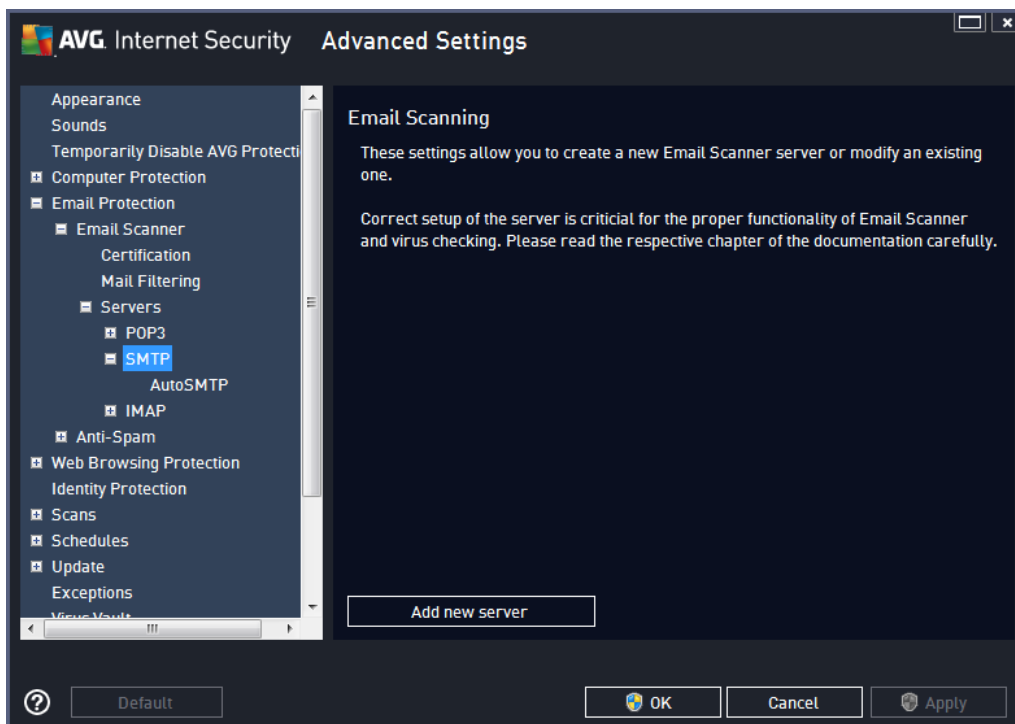 AVG. Internet Security Advanced Settings
Appearance
Sounds
Temporarily Disable AVG Protecti
Computer Protection
Email Protection
Email Scanner
Certification
Mail Filtering
Servers
POP3
SMTP
AutoSMTP
IMAP
Anti-Spam
Web Browsing Protection
Identity Protection
Scans
Schedules
Update
Exceptions
Virus Vault
Email Scanning
These settings allow you to create a new Email Scanner server or modify an existing
one.
Correct setup of the server is criticial for the proper functionality of Email Scanner
and virus checking. Please read the respective chapter of the documentation carefully.
Add new server
Default
OK
Cancel
Apply